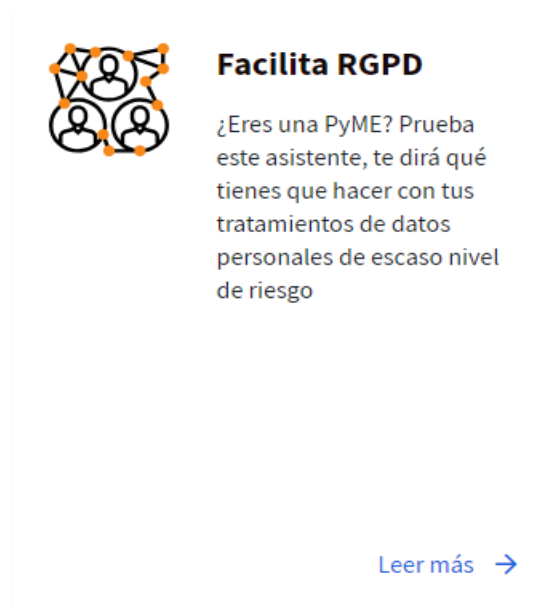 Facilita RGPD
¿Eres una PyME? Prueba
este asistente, te dirá qué
tienes que hacer con tus
tratamientos de datos
personales de escaso nivel
de riesgo
Leer más →